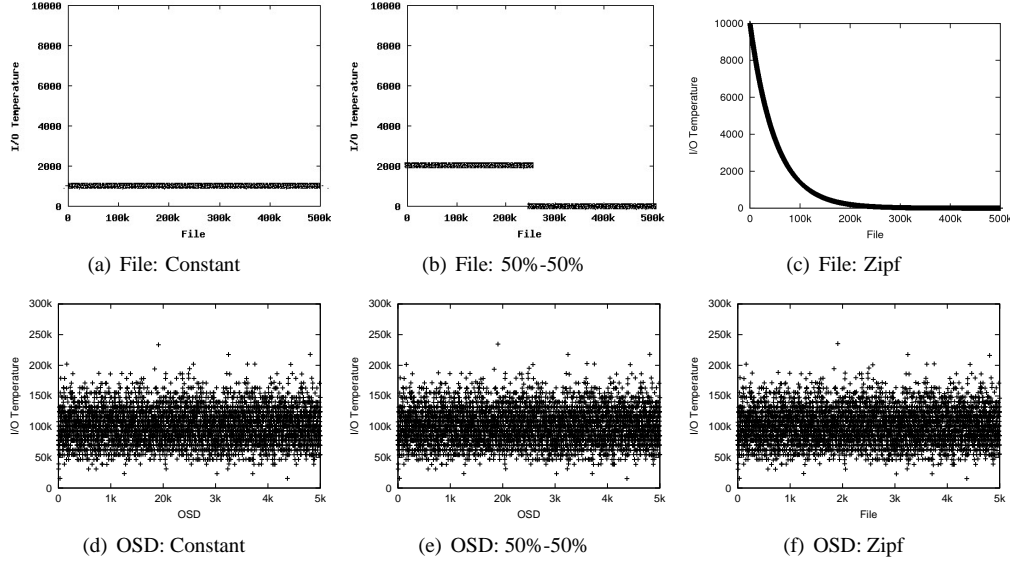 10000
8000
6000
4000
2000
0
I/O Temperature
0 100k 200k 300k 400k 500k
File
(a) File: Constant
10000
8000
6000
4000
2000
0
I/O Temperature
0 100k 200k 300k 400k 500k
File
(b) File: 50%-50%
10000
8000
6000
4000
2000
0
I/O Temperature
0 100k 200k 300k 400k 500k
File
(c) File: Zipf
300k
250k
200k
150k
100k
50k
0
I/O Temperature
0 1k 2k 3k 4k 5k
OSD
(d) OSD: Constant
300k
250k
200k
150k
100k
50k
0
I/O Temperature
0 1k 2k 3k 4k 5k
OSD
(e) OSD: 50%-50%
300k
250k
200k
150k
100k
50k
0
I/O Temperature
0 1k 2k 3k 4k 5k
File
(f) OSD: Zipf